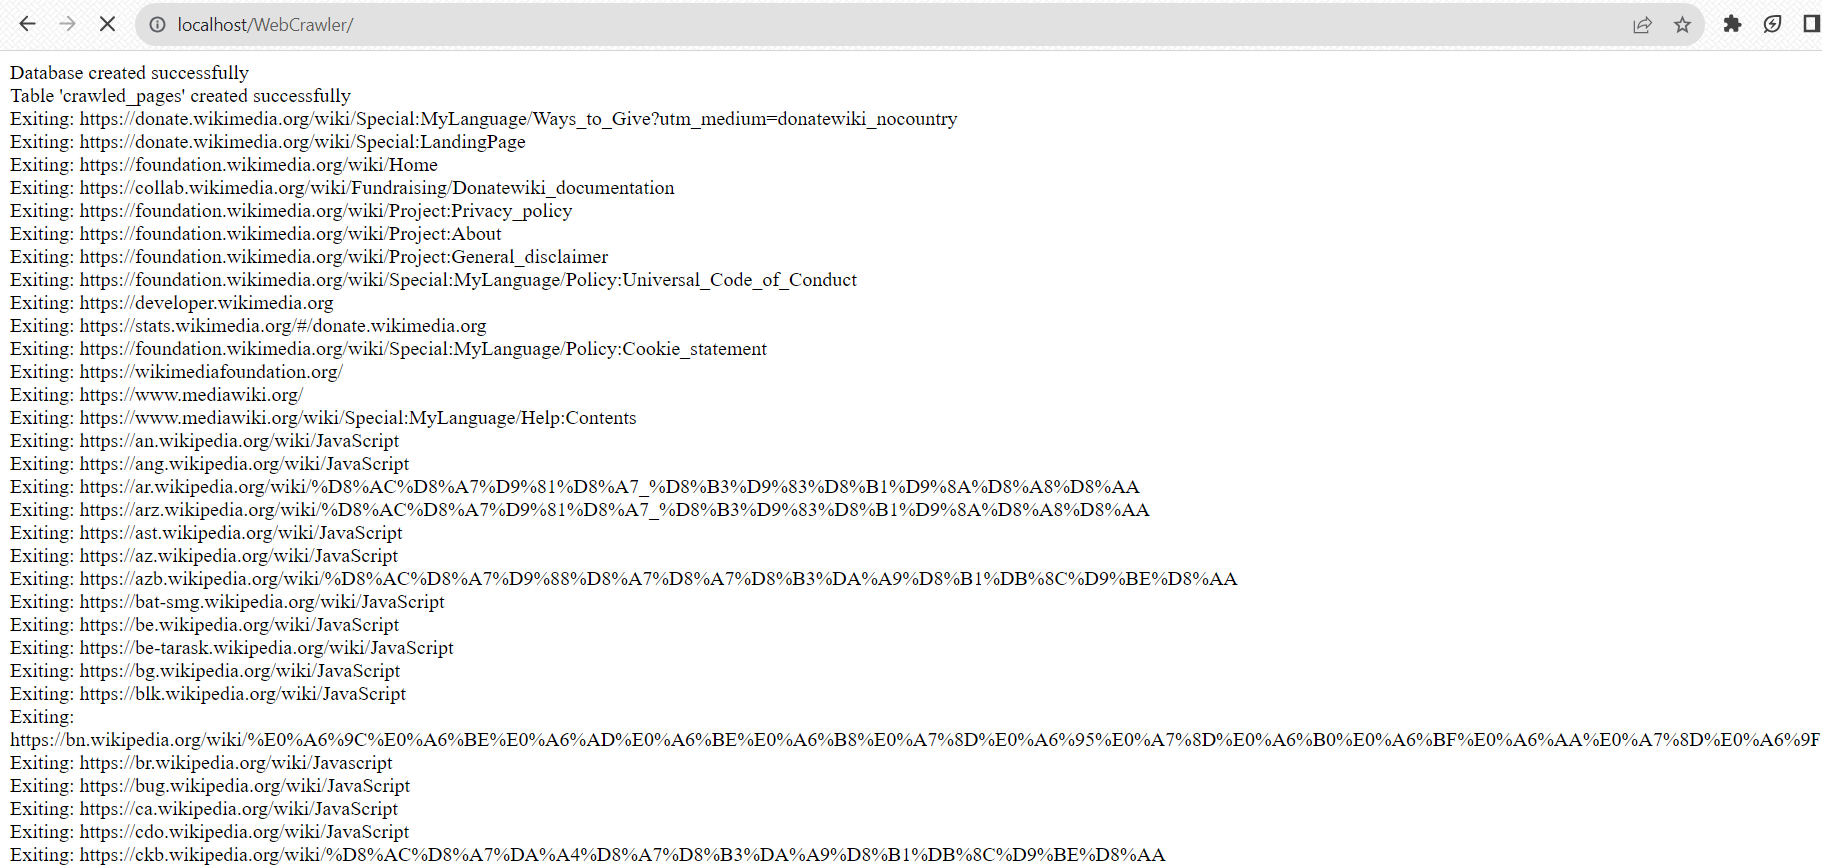 localhost/WebCrawler/
Database created successfully
Table 'crawled_pages' created successfully
Exiting: https://donate.wikimedia.org/wiki/Special:MyLanguage/Ways_to_Give?utm_medium=donatewiki_nocountry
Exiting: https://donate.wikimedia.org/wiki/Special:LandingPage
Exiting: https://foundation.wikimedia.org/wiki/Home
Exiting: https://collab.wikimedia.org/wiki/Fundraising/Donatewiki_documentation
Exiting: https://foundation.wikimedia.org/wiki/Project:Privacy_policy
Exiting: https://foundation.wikimedia.org/wiki/Project:About
Exiting: https://foundation.wikimedia.org/wiki/Project:General_disclaimer
Exiting: https://foundation.wikimedia.org/wiki/Special:MyLanguage/Policy:Universal_Code_of_Conduct
Exiting: https://developer.wikimedia.org
Exiting: https://stats.wikimedia.org/#/donate.wikimedia.org
Exiting: https://foundation.wikimedia.org/wiki/Special:MyLanguage/Policy:Cookie_statement
Exiting: https://wikimediafoundation.org/
Exiting: https://www.mediawiki.org/
Exiting: https://www.mediawiki.org/wiki/Special:MyLanguage/Help:Contents
Exiting: https://an.wikipedia.org/wiki/JavaScript
Exiting: https://ang.wikipedia.org/wiki/JavaScript
Exiting: https://ar.wikipedia.org/wiki/%D8%AC%D8%A7%D9%81%D8%A7_%D8%B3%D9%83%D8%B1%D9%8A%D8%A8%D8%AA
Exiting: https://arz.wikipedia.org/wiki/%D8%AC%D8%A7%D9%81%D8%A7_%D8%B3%D9%83%D8%B1%D9%8A%D8%A8%D8%AA
Exiting: https://ast.wikipedia.org/wiki/JavaScript
Exiting: https://az.wikipedia.org/wiki/JavaScript
Exiting: https://azb.wikipedia.org/wiki/%D8%AC%D8%A7%D9%88%D8%A7%D8%A7%D8%B3%DA%A9%D8%B1%DB%8C%D9%BE%D8%AA
Exiting: https://bat-smg.wikipedia.org/wiki/JavaScript
Exiting: https://be.wikipedia.org/wiki/JavaScript
Exiting: https://be-tarask.wikipedia.org/wiki/JavaScript
Exiting: https://bg.wikipedia.org/wiki/JavaScript
Exiting: https://blk.wikipedia.org/wiki/JavaScript
Exiting:
https://bn.wikipedia.org/wiki/%E0%A6%9C%E0%A6%BE%E0%A6%AD%E0%A6%BE%E0%A6%B8%E0%A7%8D%E0%A6%95%E0%A7%8D%E0%A6%B0%E0%A6%BF%E0%A6%AA%E0%A7%8D%E0%A6%9F
Exiting: https://br.wikipedia.org/wiki/Javascript
Exiting: https://bug.wikipedia.org/wiki/JavaScript
Exiting: https://ca.wikipedia.org/wiki/JavaScript
Exiting: https://cdo.wikipedia.org/wiki/JavaScript
Exiting: https://ckb.wikipedia.org/wiki/%D8%AC%D8%A7%DA%A4%D8%A7%D8%B3%DA%A9%D8%B1%DB%8C%D9%BE%D8%AA